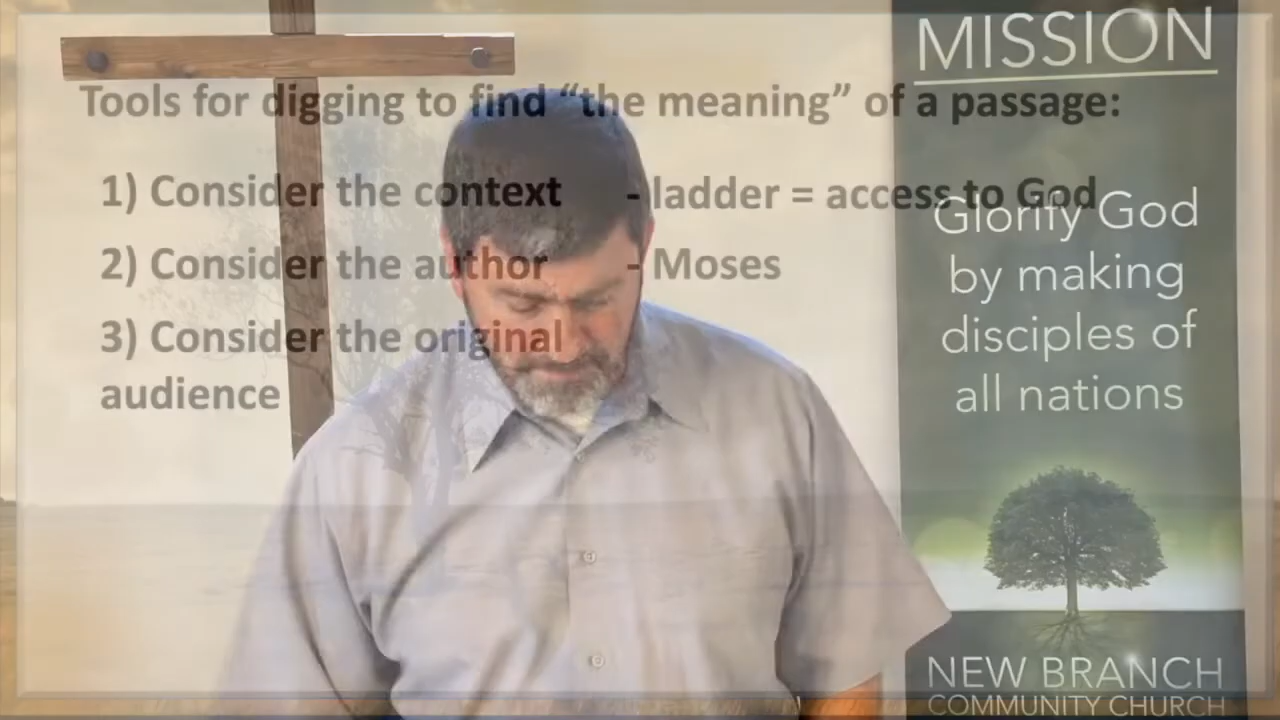 MISSION
Tools for digging to find “the meaning” of a passage:
1) Consider the context - ladder = access to God
2) Consider the author - Moses
3) Consider the original
audience
Glorify God
by making
disciples of
all nations
NEW BRANCH
COMMUNITY CHURCH